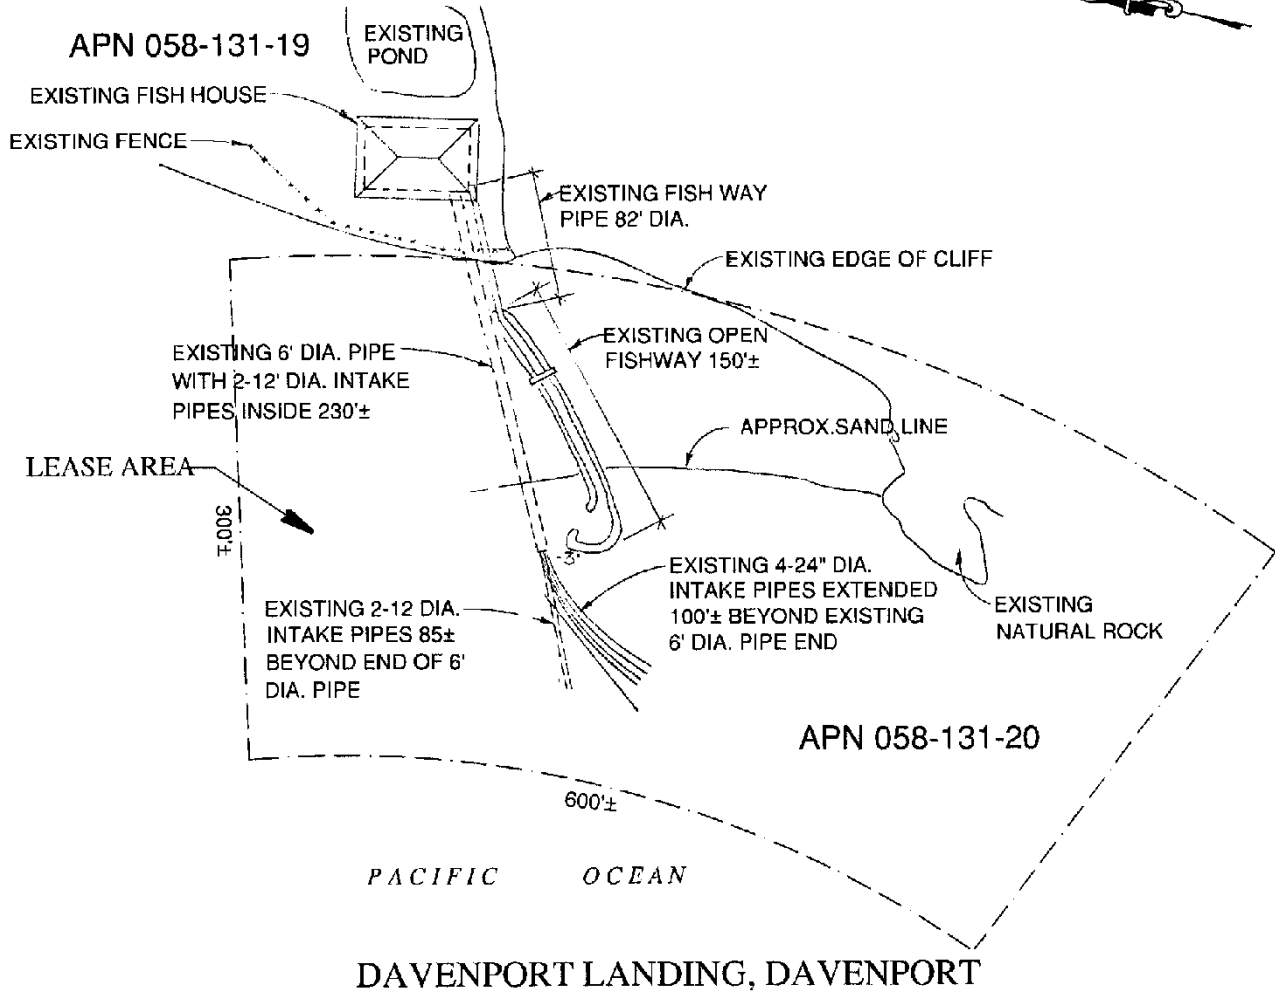 APN 058-131-19
EXISTING
POND
EXISTING FISH HOUSE
EXISTING FENCE
EXISTING FISH WAY
PIPE 82' DIA.
EXISTING EDGE OF CLIFF
EXISTING OPEN
FISHWAY 150'±
EXISTING 6' DIA. PIPE
WITH 2-12' DIA. INTAKE
PIPES INSIDE 230'±
APPROX.SAND LINE
LEASE AREA
300'±
-3'
EXISTING 4-24" DIA.
INTAKE PIPES EXTENDED
100'± BEYOND EXISTING
6' DIA. PIPE END
EXISTING 2-12 DIA.
INTAKE PIPES 85±
BEYOND END OF 6'
DIA. PIPE
EXISTING
NATURAL ROCK
APN 058-131-20
600'±
PACIFIC OCEAN
DAVENPORT LANDING, DAVENPORT